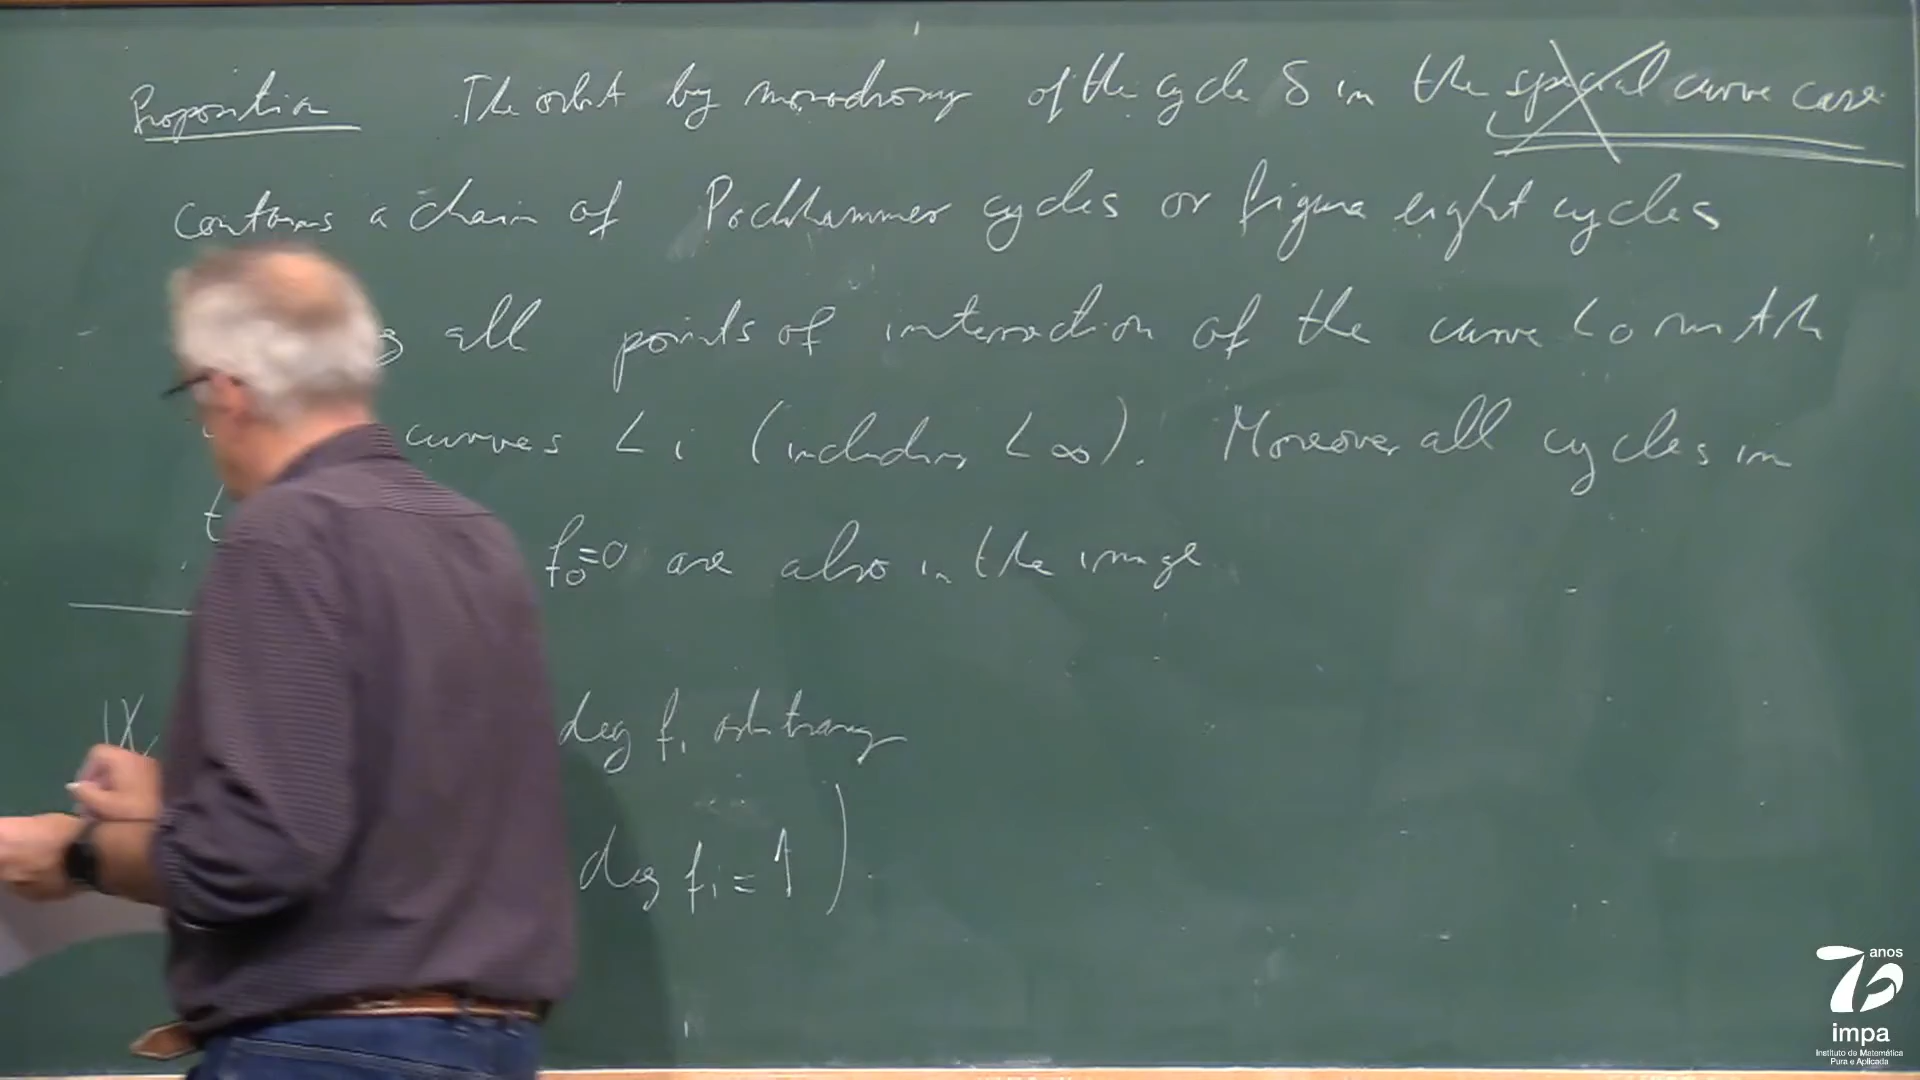 Proposition The orbit by monodromy of the cycle δ in the special curve case
contains a chain of Pochhammer cycles or figure eight cycles
all points of intersection of the curve L₀ with
curves Lᵢ (including L∞). Moreover all cycles in
t f₀=0 are also in the image
deg fᵢ arbitrary
deg fᵢ = 1 )
70 anos
impa
Instituto de Matemática
Pura e Aplicada